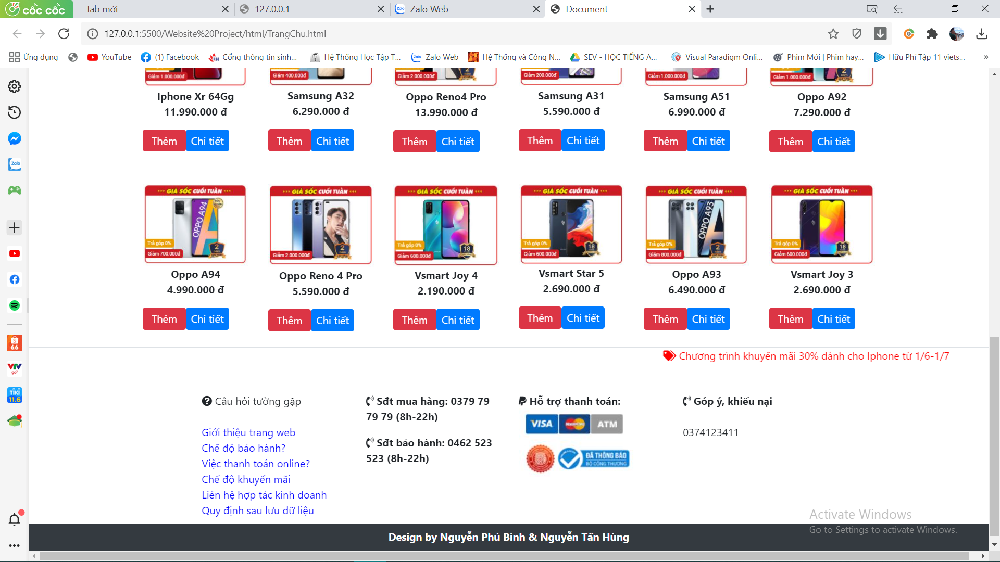 cốc cốc
Tab mới
127.0.0.1
Zalo Web
Document
127.0.0.1:5500/Website%20Project/html/TrangChu.html
Ứng dụng
YouTube
(1) Facebook
Cổng thông tin sinh...
Hệ Thống Học Tập T...
Zalo Web
Hệ Thống và Công N...
SEV - HỌC TIẾNG A...
Visual Paradigm Onli...
Phim Mới | Phim hay...
Hữu Phỉ Tập 11 viets...
»
Giảm 1.000.000đ
Giảm 400.000đ
Giảm 2.000.000đ
Giảm 200.000đ
Giảm 1.000.000đ
Giảm 1.000.000đ
Iphone Xr 64Gg
11.990.000 đ
Samsung A32
6.290.000 đ
Oppo Reno4 Pro
13.990.000 đ
Samsung A31
5.590.000 đ
Samsung A51
6.990.000 đ
Oppo A92
7.290.000 đ
Thêm Chi tiết
Thêm Chi tiết
Thêm Chi tiết
Thêm Chi tiết
Thêm Chi tiết
Thêm Chi tiết
GIÁ SỐC CUỐI TUẦN
OPPO A94
Trả góp 0%
Giảm 700.000đ
2 năm
GIÁ SỐC CUỐI TUẦN
Giảm 2.000.000đ
2 năm
GIÁ SỐC CUỐI TUẦN
Trả góp 0%
Giảm 600.000đ
18
GIÁ SỐC CUỐI TUẦN
Trả góp 0%
Giảm 600.000đ
18
GIÁ SỐC CUỐI TUẦN
OPPO A93
Trả góp 0%
Giảm 800.000đ
2 năm
GIÁ SỐC CUỐI TUẦN
Trả góp 0%
Giảm 600.000đ
18
Oppo A94
4.990.000 đ
Oppo Reno 4 Pro
5.590.000 đ
Vsmart Joy 4
2.190.000 đ
Vsmart Star 5
2.690.000 đ
Oppo A93
6.490.000 đ
Vsmart Joy 3
2.690.000 đ
Thêm Chi tiết
Thêm Chi tiết
Thêm Chi tiết
Thêm Chi tiết
Thêm Chi tiết
Thêm Chi tiết
Chương trình khuyến mãi 30% dành cho Iphone từ 1/6-1/7
Câu hỏi tường gặp
Giới thiệu trang web
Chế độ bảo hành?
Việc thanh toán online?
Chế độ khuyến mãi
Liên hệ hợp tác kinh doanh
Quy định sau lưu dữ liệu
Sđt mua hàng: 0379 79
79 79 (8h-22h)
Sđt bảo hành: 0462 523
523 (8h-22h)
Hỗ trợ thanh toán:
VISA MasterCard ATM
ĐÃ THÔNG BÁO
BỘ CÔNG THƯƠNG
Góp ý, khiếu nại
0374123411
Activate Windows
Go to Settings to activate Windows.
Design by Nguyễn Phú Bình & Nguyễn Tấn Hùng
Zalo
66
VTV
go
TIKI
11.6